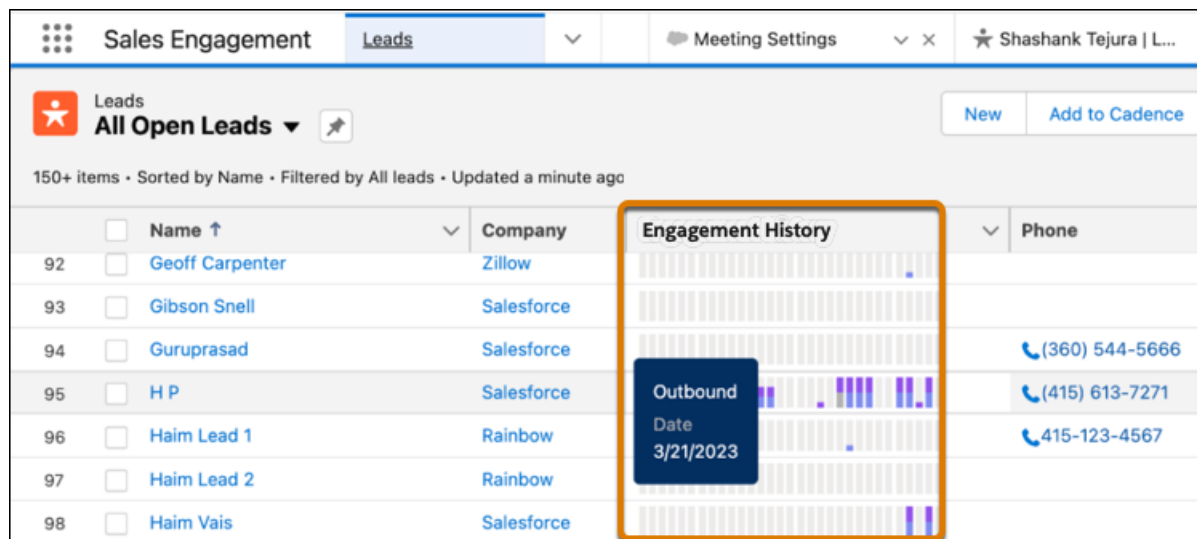 Sales Engagement
Leads
Meeting Settings
Shashank Tejura | L...
Leads
All Open Leads
New
Add to Cadence
150+ items • Sorted by Name • Filtered by All leads • Updated a minute ago
Name ↑ Company Engagement History Phone
92 Geoff Carpenter Zillow
93 Gibson Snell Salesforce
94 Guruprasad Salesforce (360) 544-5666
95 H P Salesforce (415) 613-7271
96 Haim Lead 1 Rainbow 415-123-4567
97 Haim Lead 2 Rainbow
98 Haim Vais Salesforce
Outbound
Date
3/21/2023